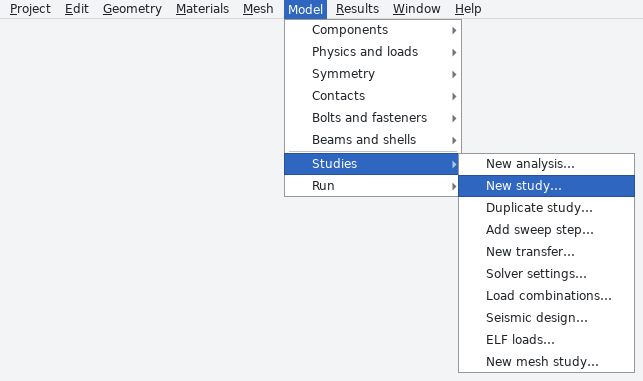 Project Edit Geometry Materials Mesh Model Results Window Help
Components
Physics and loads
Symmetry
Contacts
Bolts and fasteners
Beams and shells
Studies
Run
New analysis...
New study...
Duplicate study...
Add sweep step...
New transfer...
Solver settings...
Load combinations...
Seismic design...
ELF loads...
New mesh study...